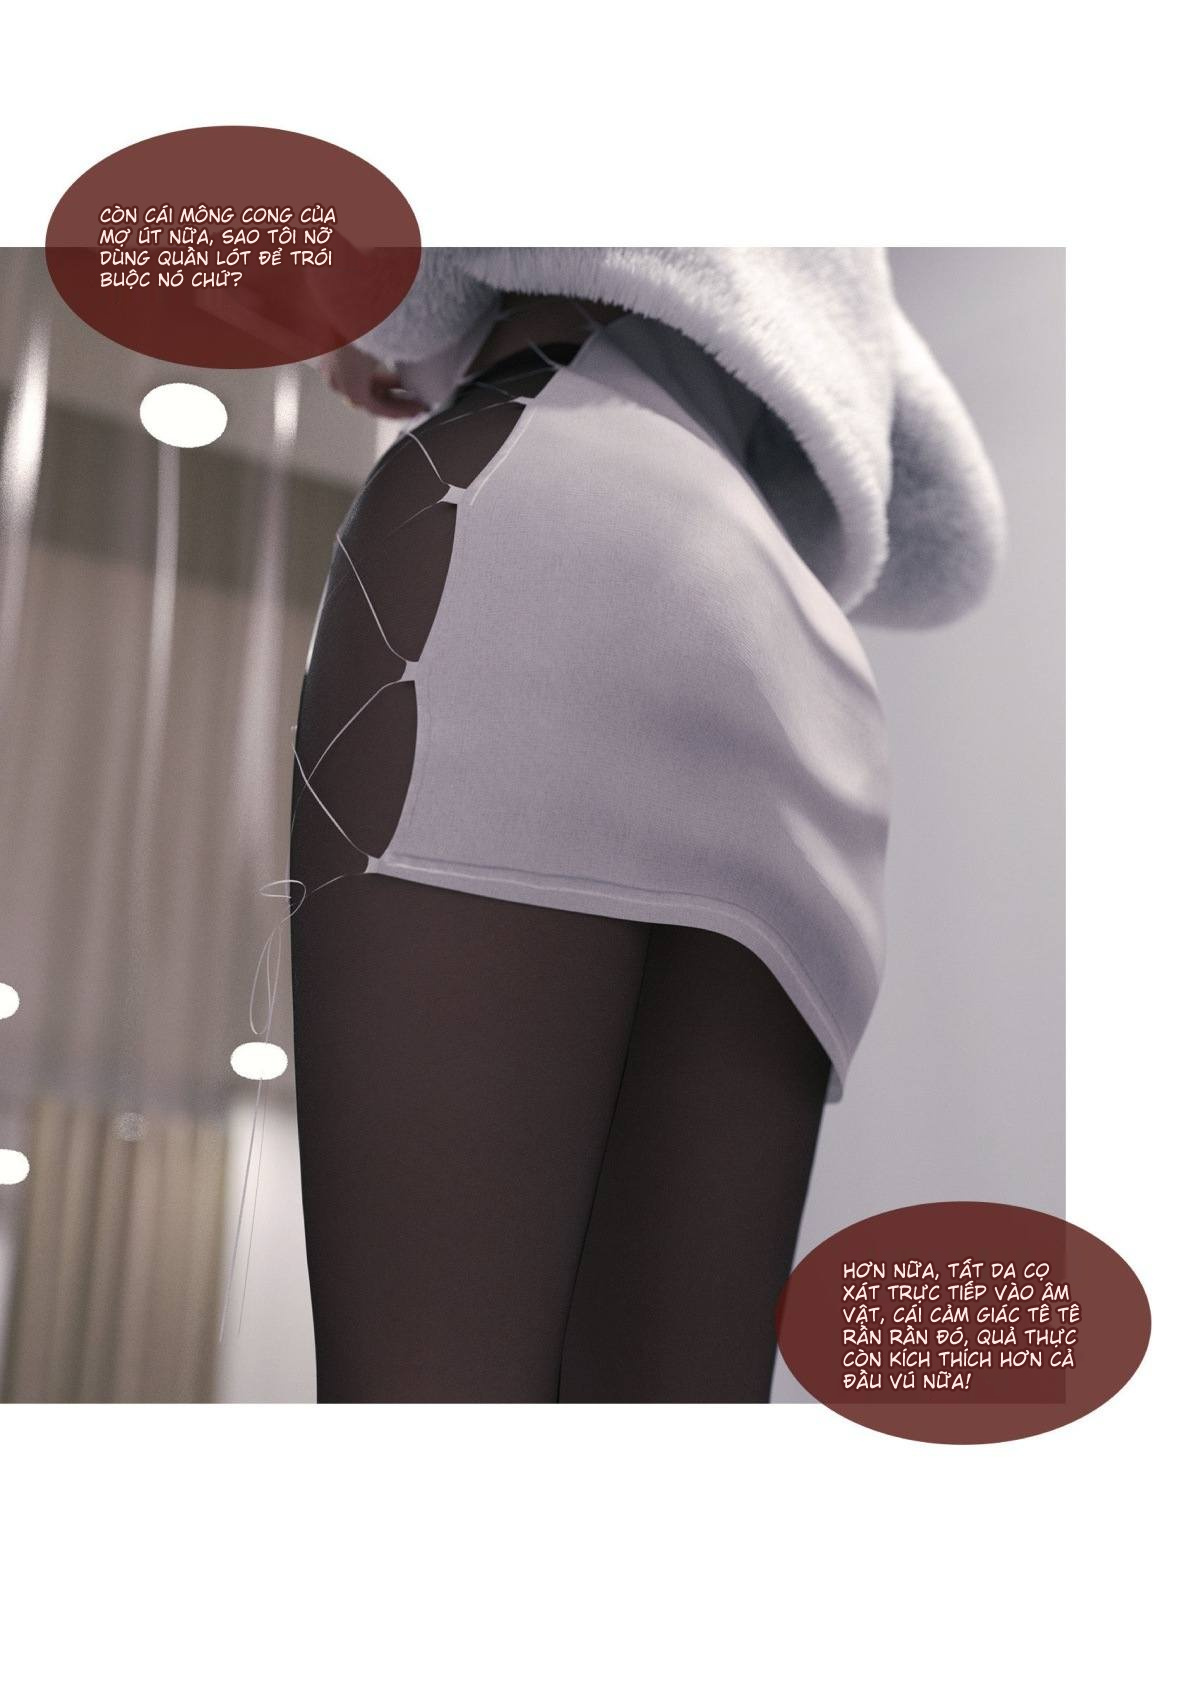 CÒN CÁI MÔNG CONG CỦA
MỢ ÚT NỮA, SAO TÔI NỠ
DÙNG QUẦN LÓT ĐỂ TRÓI
BUỘC NÓ CHỨ?
HƠN NỮA, TẤT DA CỌ
XÁT TRỰC TIẾP VÀO ÂM
VẬT, CÁI CẢM GIÁC TÊ TÊ
RẦN RẦN ĐÓ, QUẢ THỰC
CÒN KÍCH THÍCH HƠN CẢ
ĐẦU VÚ NỮA!